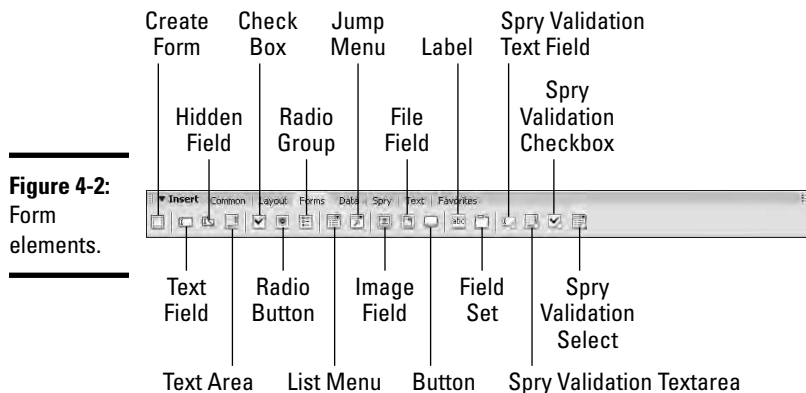 Create Form
Check Box
Jump Menu
Label
Spry Validation Text Field
Hidden Field
Radio Group
File Field
Spry Validation Checkbox
Figure 4-2:
Form
elements.
▼ Insert Common Layout Forms Data Spry Text Favorites
abc
Text Field
Radio Button
Image Field
Field Set
Spry Validation Select
Text Area
List Menu
Button
Spry Validation Textarea